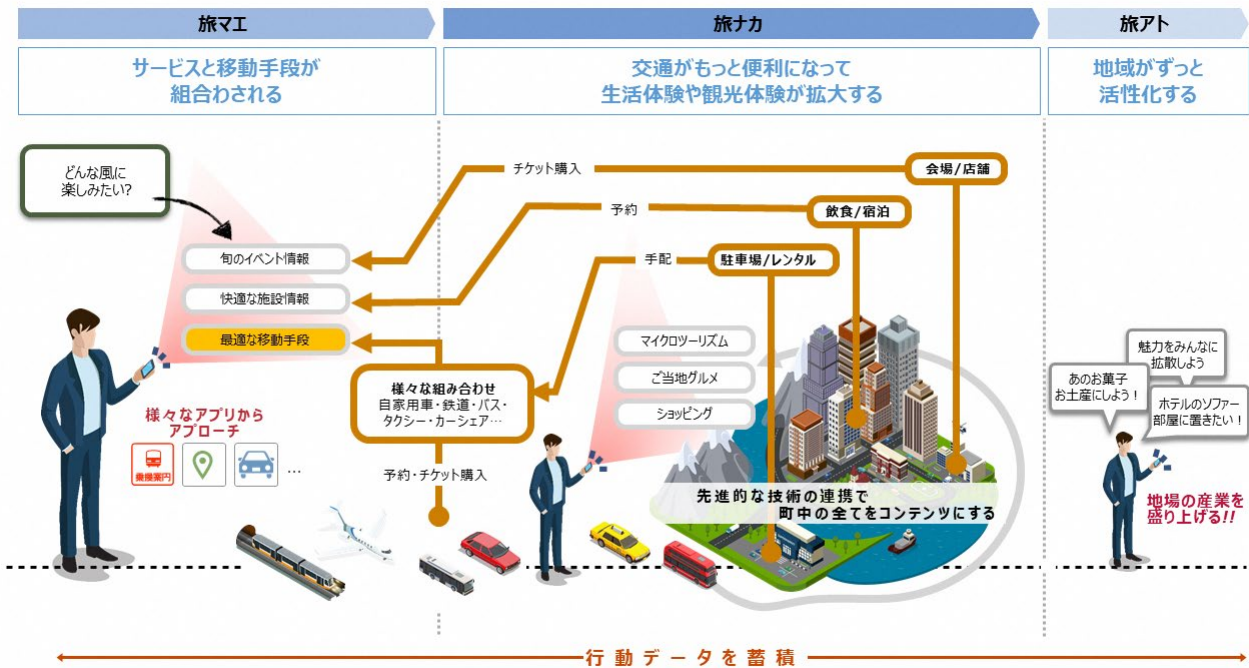 旅マエ
旅ナカ
旅アト
サービスと移動手段が
組合わされる
交通がもっと便利になって
生活体験や観光体験が拡大する
地域がずっと
活性化する
どんな風に
楽しみたい?
チケット購入
会場/店舗
予約
飲食/宿泊
手配
駐車場/レンタル
旬のイベント情報
快適な施設情報
最適な移動手段
マイクロツーリズム
ご当地グルメ
ショッピング
様々な組み合わせ
自家用車・鉄道・バス・
タクシー・カーシェア…
様々なアプリから
アプローチ
乗換案内
…
予約・チケット購入
先進的な技術の連携で
町中の全てをコンテンツにする
魅力をみんなに
拡散しよう
あのお菓子
お土産にしよう！
ホテルのソファー
部屋に置きたい！
地場の産業を
盛り上げる!!
行動データを蓄積